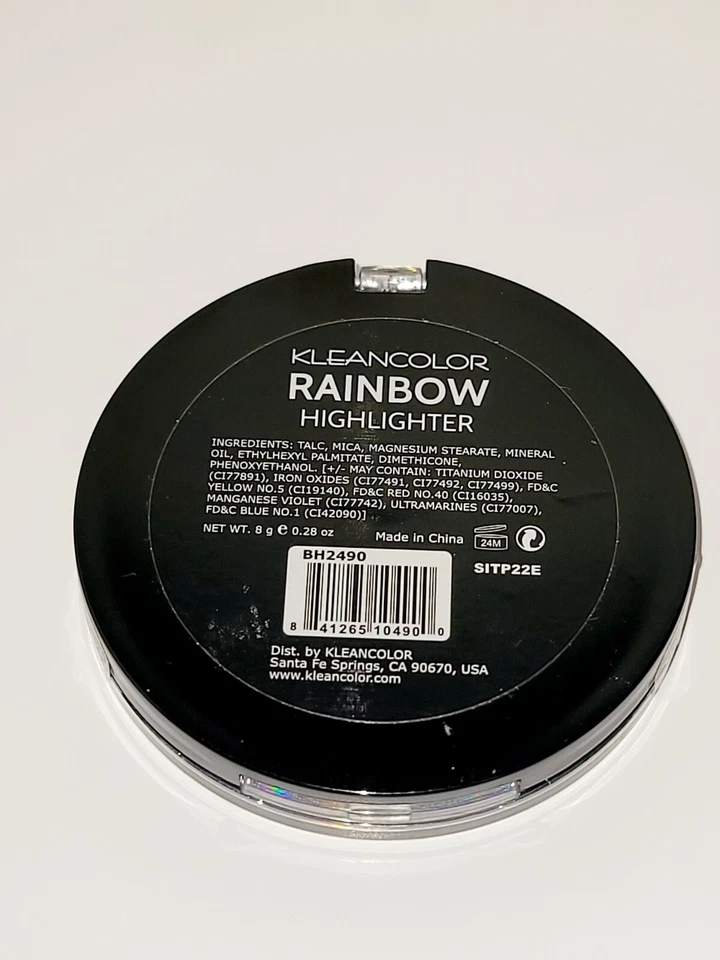 KLEANCOLOR
RAINBOW
HIGHLIGHTER
INGREDIENTS: TALC, MICA, MAGNESIUM STEARATE, MINERAL
OIL, ETHYLHEXYL PALMITATE, DIMETHICONE,
PHENOXYETHANOL. [+/- MAY CONTAIN: TITANIUM DIOXIDE
(CI77891), IRON OXIDES (CI77491, CI77492, CI77499), FD&C
YELLOW NO.5 (CI19140), FD&C RED NO.40 (CI16035),
MANGANESE VIOLET (CI77742), ULTRAMARINES (CI77007),
FD&C BLUE NO.1 (CI42090)]
NET WT. 8 g e 0.28 oz Made in China 24M
BH2490 SITP22E
8 41265 10490 0
Dist. by KLEANCOLOR
Santa Fe Springs, CA 90670, USA
www.kleancolor.com